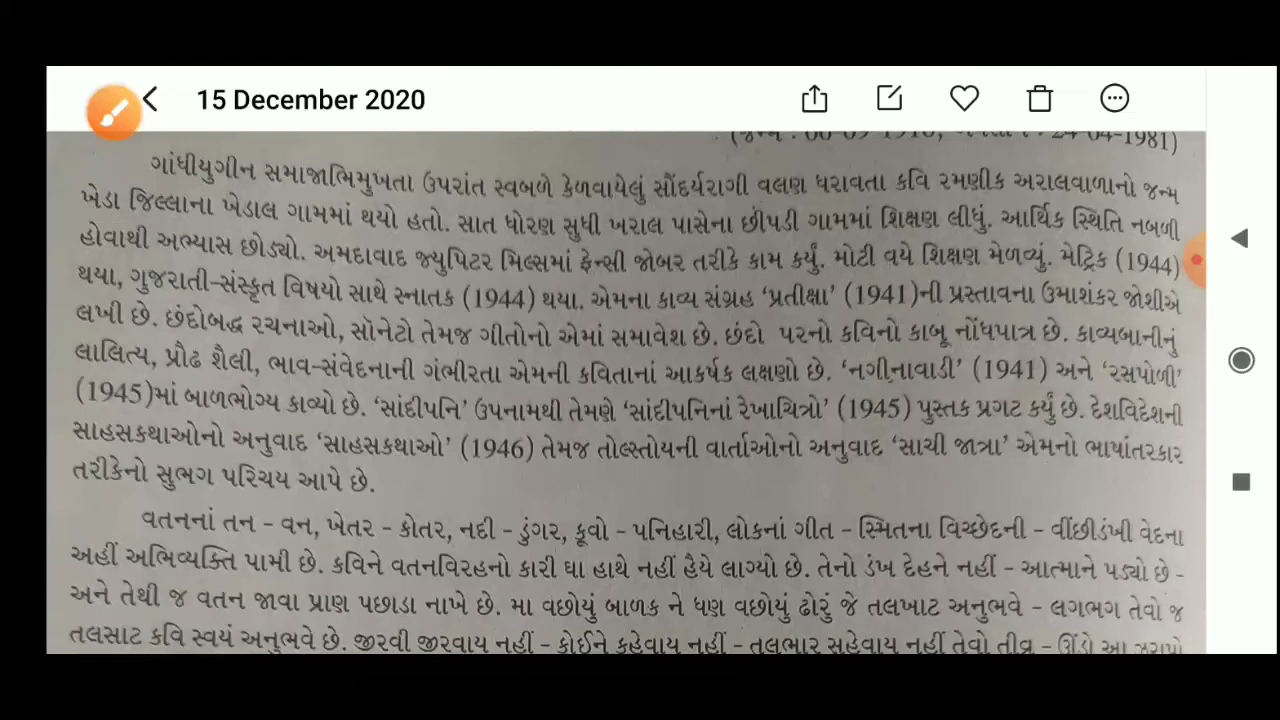 15 December 2020
24-04-1981)
ગાંધીયુગીન સમાજાભિમુખતા ઉપરાંત સ્વબળે કેળવાયેલું સૌંદર્યરાગી વલણ ધરાવતા કવિ રમણીક અરાલવાળાનો જન્મ
ખેડા જિલ્લાના ખેડાલ ગામમાં થયો હતો. સાત ધોરણ સુધી ખરાલ પાસેના છીપડી ગામમાં શિક્ષણ લીધું. આર્થિક સ્થિતિ નબળી
હોવાથી અભ્યાસ છોડ્યો. અમદાવાદ જ્યુપિટર મિલ્સમાં ફેન્સી જોબર તરીકે કામ કર્યું. મોટી વયે શિક્ષણ મેળવ્યું. મેટ્રિક (1944)
થયા, ગુજરાતી-સંસ્કૃત વિષયો સાથે સ્નાતક (1944) થયા. એમના કાવ્ય સંગ્રહ ‘પ્રતીક્ષા’ (1941)ની પ્રસ્તાવના ઉમાશંકર જોશીએ
લખી છે. છંદોબદ્ધ રચનાઓ, સૉનેટો તેમજ ગીતોનો એમાં સમાવેશ છે. છંદો પરનો કવિનો કાબૂ નોંધપાત્ર છે. કાવ્યબાનીનું
લાલિત્ય, પ્રૌઢ શૈલી, ભાવ-સંવેદનાની ગંભીરતા એમની કવિતાનાં આકર્ષક લક્ષણો છે. ‘નગીનાવાડી’ (1941) અને ‘રસપોળી’
(1945)માં બાળભોગ્ય કાવ્યો છે. ‘સાંદીપનિ’ ઉપનામથી તેમણે ‘સાંદીપનિનાં રેખાચિત્રો’ (1945) પુસ્તક પ્રગટ કર્યું છે. દેશવિદેશની
સાહસકથાઓનો અનુવાદ ‘સાહસકથાઓ’ (1946) તેમજ તોલ્સ્તોયની વાર્તાઓનો અનુવાદ ‘સાચી જાત્રા’ એમનો ભાષાંતરકાર
તરીકેનો સુભગ પરિચય આપે છે.
વતનનાં તન – વન, ખેતર – કોતર, નદી – ડુંગર, કૂવો – પનિહારી, લોકનાં ગીત – સ્મિતના વિચ્છેદની – વીંછીડંખી વેદના
અહીં અભિવ્યક્તિ પામી છે. કવિને વતનવિરહનો કારી ઘા હાથે નહીં હૈયે લાગ્યો છે. તેનો ડંખ દેહને નહીં – આત્માને પડ્યો છે –
અને તેથી જ વતન જાવા પ્રાણ પછાડા નાખે છે. મા વછોયું બાળક ને ધણ વછોયું ઢોરું જે તલખાટ અનુભવે – લગભગ તેવો જ
તલસાટ કવિ સ્વયં અનુભવે છે. જીરવી જીરવાય નહીં – કોઈને કહેવાય નહીં – તલભાર સહેવાય નહીં તેવો તીવ્ર – ઊંડો આ ઝુરાપો